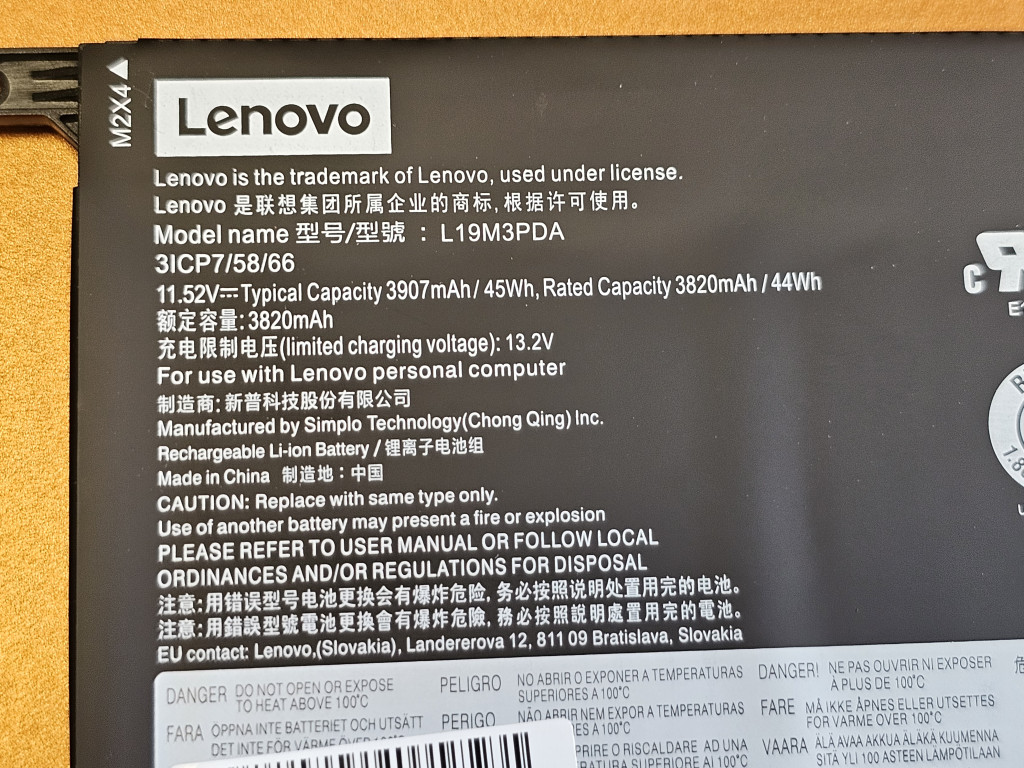 M2X4
Lenovo
Lenovo is the trademark of Lenovo, used under license.
Lenovo 是联想集团所属企业的商标, 根据许可使用。
Model name 型号/型號 : L19M3PDA
3ICP7/58/66
11.52V⎓Typical Capacity 3907mAh/ 45Wh, Rated Capacity 3820mAh / 44Wh
额定容量: 3820mAh
充电限制电压(limited charging voltage): 13.2V
For use with Lenovo personal computer
制造商: 新普科技股份有限公司
Manufactured by Simplo Technology(Chong Qing) Inc.
Rechargeable Li-ion Battery / 锂离子电池组
Made in China 制造地：中国
CAUTION: Replace with same type only.
Use of another battery may present a fire or explosion
PLEASE REFER TO USER MANUAL OR FOLLOW LOCAL
ORDINANCES AND/OR REGULATIONS FOR DISPOSAL
注意: 用错误型号电池更换会有爆炸危险, 务必按照说明处置用完的电池。
注意: 用錯誤型號電池更換會有爆炸危險, 務必按照說明處置用完的電池。
EU contact: Lenovo,(Slovakia), Landererova 12, 811 09 Bratislava, Slovakia
DANGER DO NOT OPEN OR EXPOSE
TO HEAT ABOVE 100°C
PELIGRO NO ABRIR O EXPONER A TEMPERATURAS
SUPERIORES A 100°C
DANGER! NE PAS OUVRIR NI EXPOSER
À PLUS DE 100°C
FARA ÖPPNA INTE BATTERIET OCH UTSÄTT
DET INTE FÖR VÄRME ÖVER 100°C
PERIGO NÃO ABRIR NEM EXPOR A TEMPERATURAS
SUPERIORES A 100°C
FARE MÅ IKKE ÅPNES ELLER UTSETTES
FOR VARME OVER 100°C
O RISCALDARE AD UNA
SUPERIORE AI 100°C
VAARA ÄLÄ AVAA AKKUA ÄLÄKÄ KUUMENNA
SITÄ YLI 100 ASTEEN LÄMPÖTILAAN